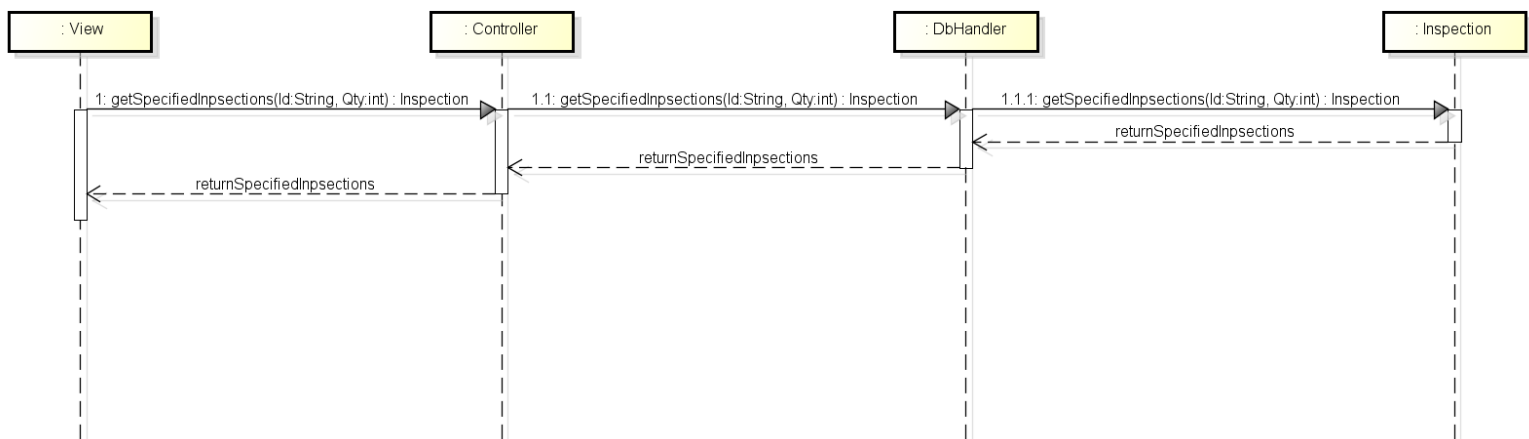 : View
: Controller
: DbHandler
: Inspection
1: getSpecifiedInpsections(Id:String, Qty:int) : Inspection
1.1: getSpecifiedInpsections(Id:String, Qty:int) : Inspection
1.1.1: getSpecifiedInpsections(Id:String, Qty:int) : Inspection
returnSpecifiedInpsections
returnSpecifiedInpsections
returnSpecifiedInpsections